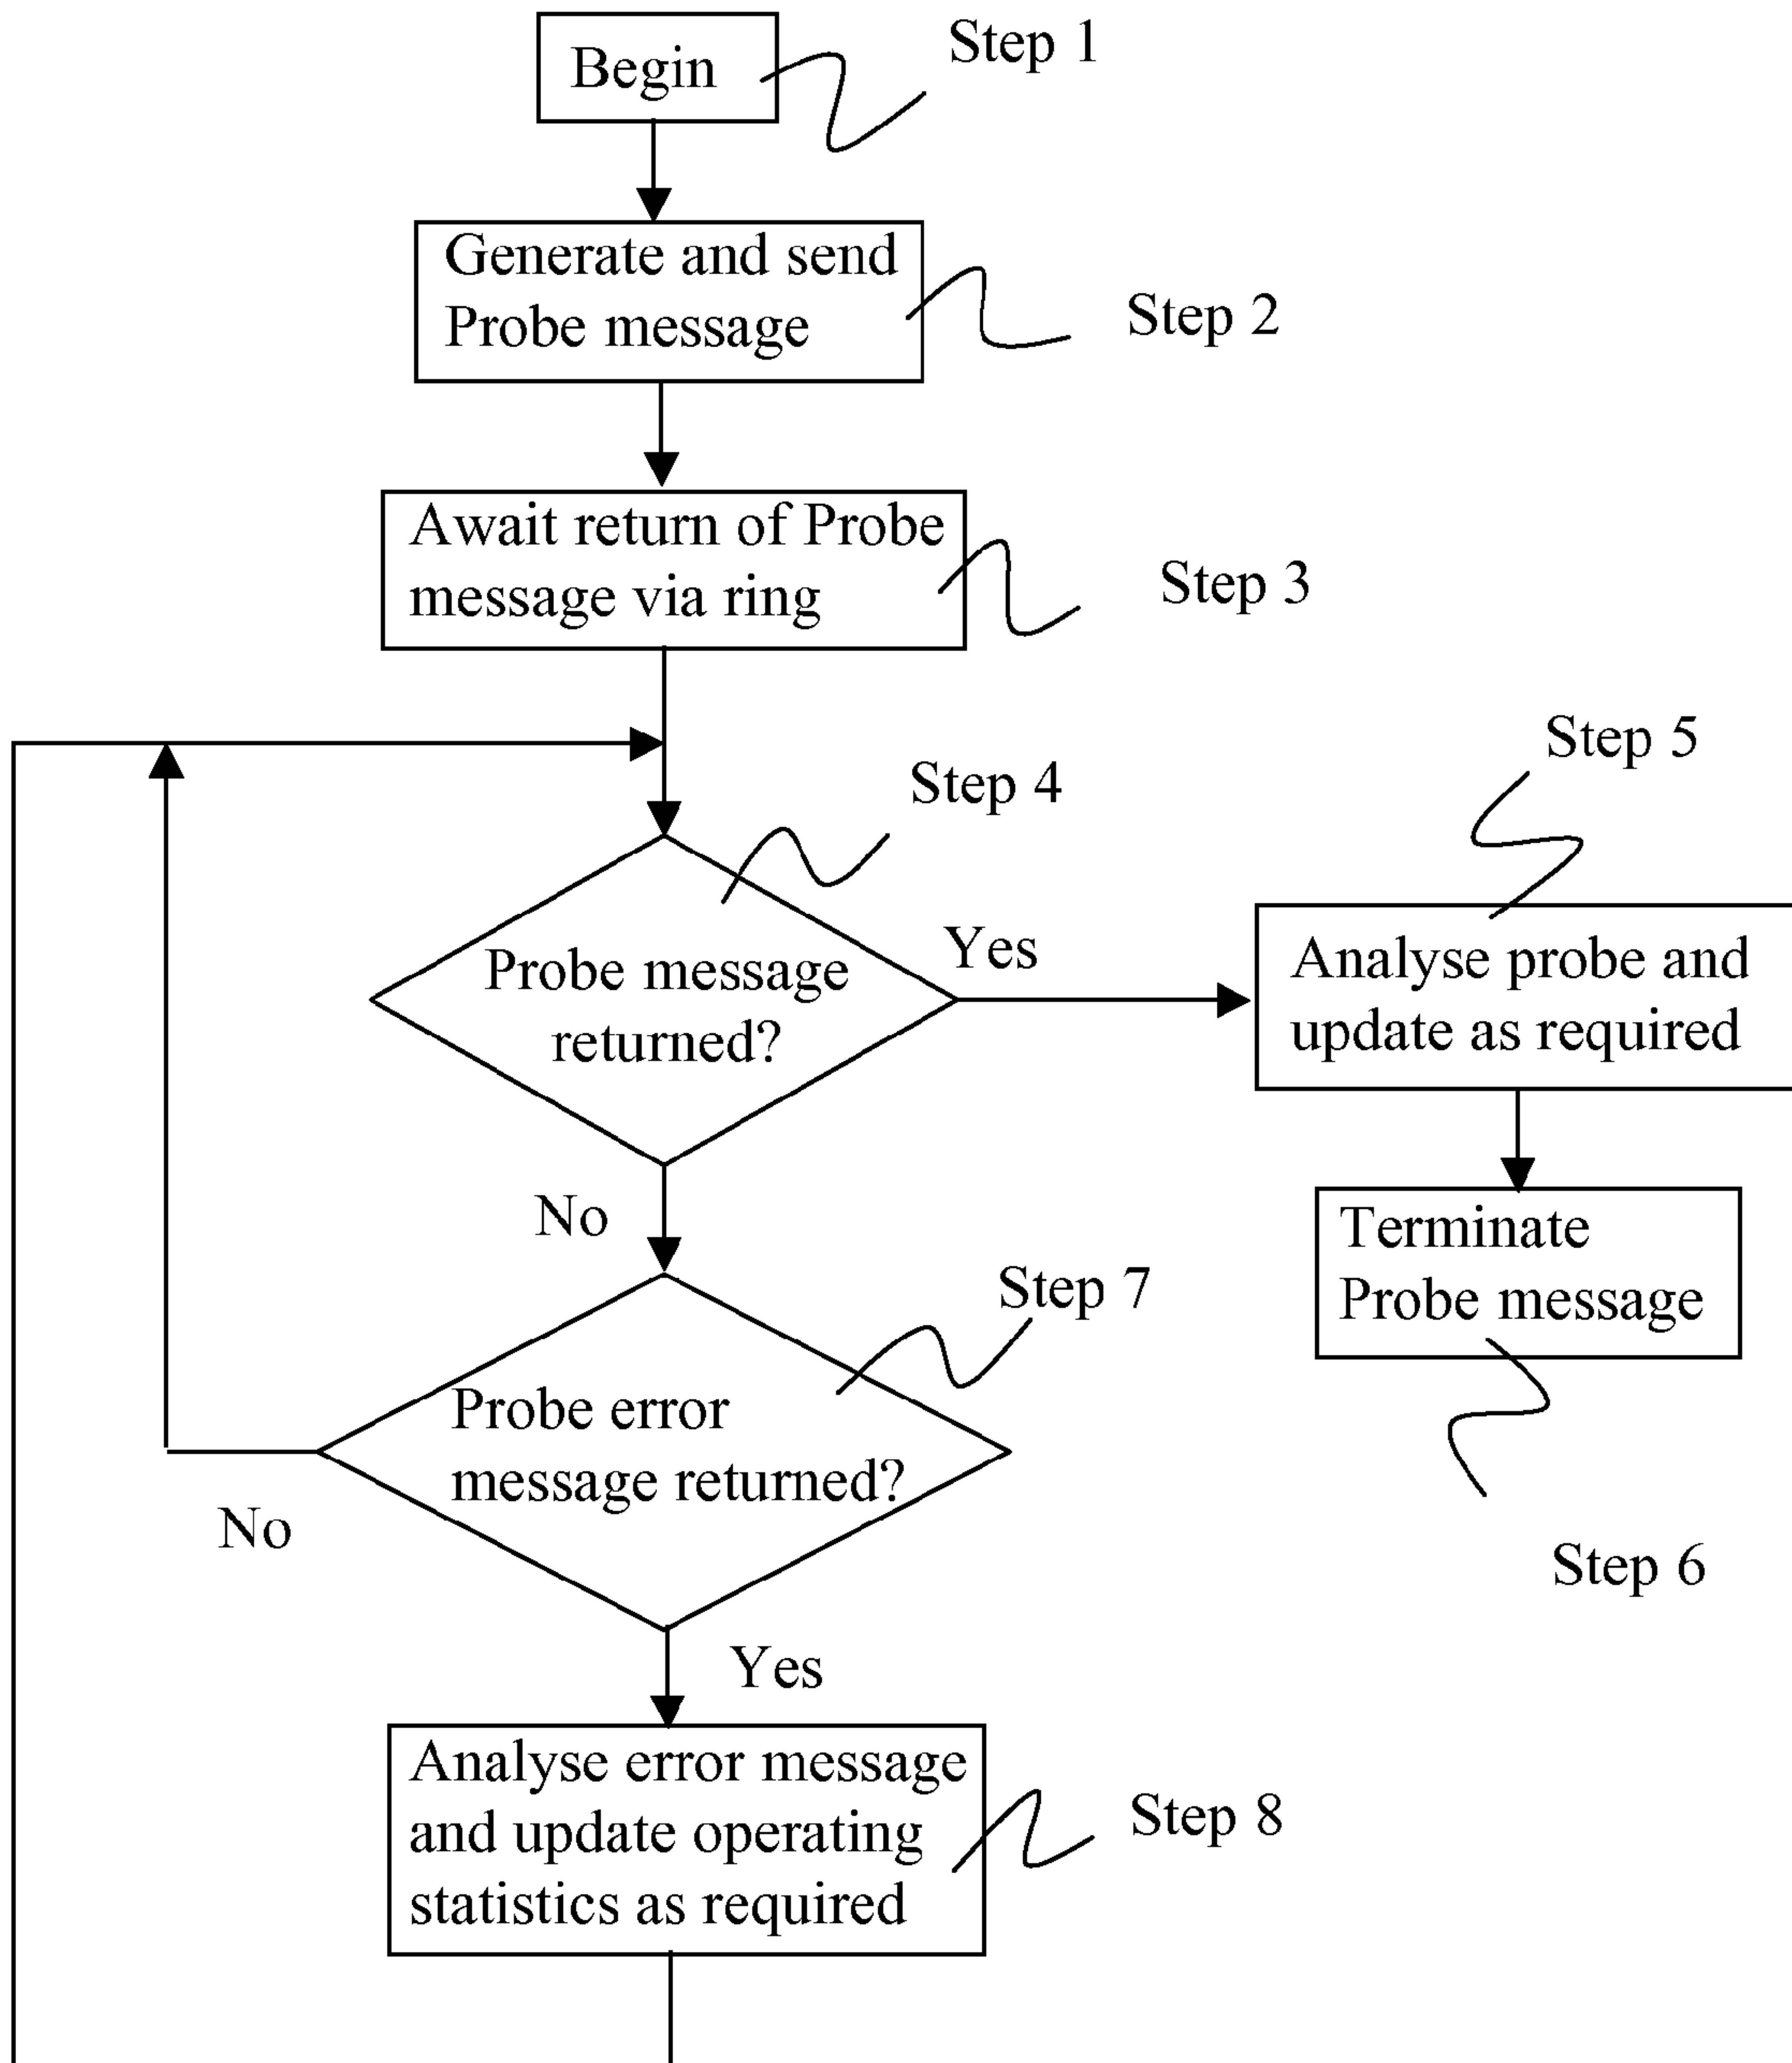 Begin
Step 1
Generate and send
Probe message
Step 2
Await return of Probe
message via ring
Step 3
Step 4
Probe message
returned?
Yes
No
Step 5
Analyse probe and
update as required
Terminate
Probe message
Step 6
Step 7
Probe error
message returned?
No
Yes
Analyse error message
and update operating
statistics as required
Step 8